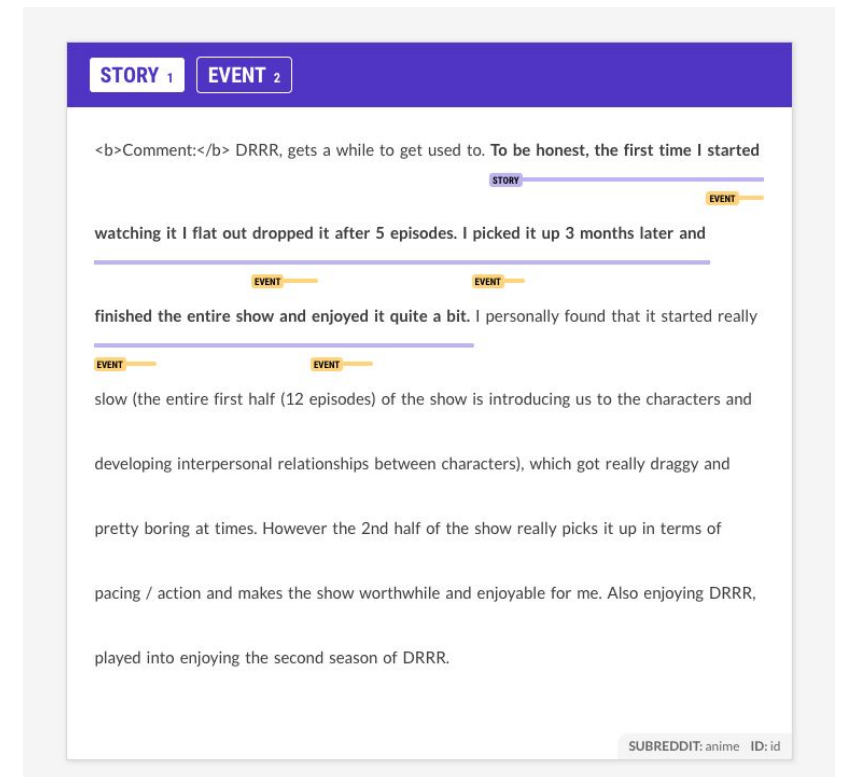 STORY 1 EVENT 2
<b>Comment:</b> DRRR, gets a while to get used to. To be honest, the first time I started
STORY
EVENT
watching it I flat out dropped it after 5 episodes. I picked it up 3 months later and
EVENT EVENT
finished the entire show and enjoyed it quite a bit. I personally found that it started really
EVENT EVENT
slow (the entire first half (12 episodes) of the show is introducing us to the characters and
developing interpersonal relationships between characters), which got really draggy and
pretty boring at times. However the 2nd half of the show really picks it up in terms of
pacing / action and makes the show worthwhile and enjoyable for me. Also enjoying DRRR,
played into enjoying the second season of DRRR.
SUBREDDIT: anime ID: id